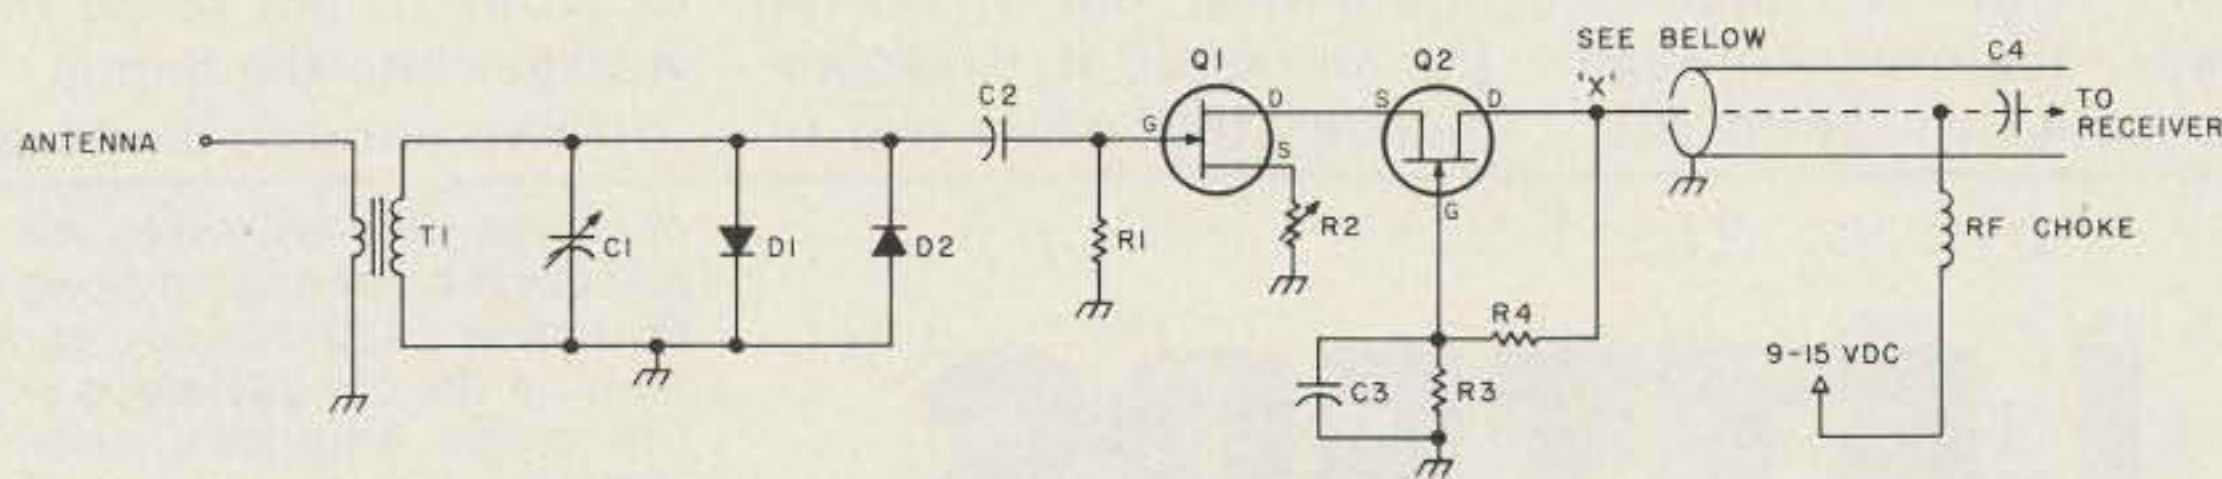 SEE BELOW
'X'
C4
Q1
Q2
C2
G
D
S
S
D
G
TO
RECEIVER
ANTENNA
T1
C1
D1
D2
R1
R2
RF CHOKE
R4
9-15 VDC
C3
R3